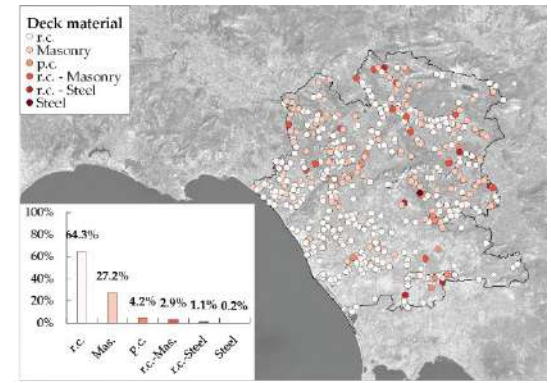 Deck material
r.c.
Masonry
p.c.
r.c. - Masonry
r.c. - Steel
Steel
100%
80%
60%
40%
20%
0%
64.3%
27.2%
4.2%
2.9%
1.1%
0.2%
r.c.
Mas.
p.c.
r.c.-Mas.
r.c.-Steel
Steel